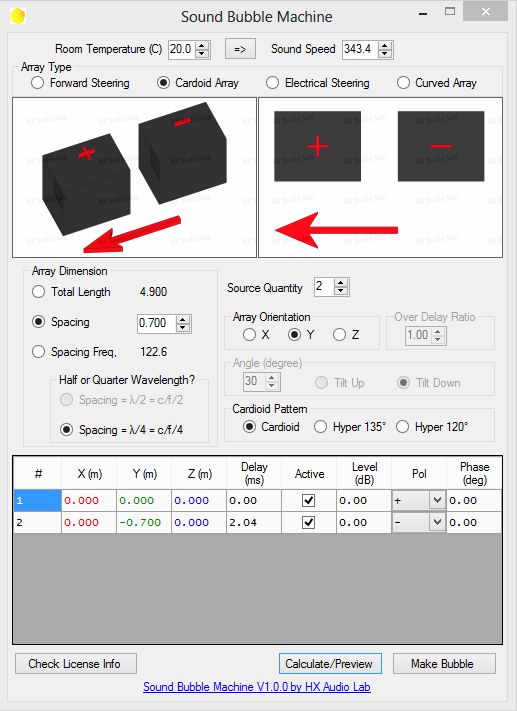 Sound Bubble Machine
Room Temperature (C) 20.0 => Sound Speed 343.4
Array Type
Forward Steering Cardoid Array Electrical Steering Curved Array
+ - + -
Array Dimension
Total Length 4.900
Source Quantity 2
Spacing 0.700
Array Orientation
X Y Z
Over Delay Ratio
1.00
Spacing Freq. 122.6
Angle (degree)
30 Tilt Up Tilt Down
Half or Quarter Wavelength?
Spacing = λ/2 = c/f/2
Spacing = λ/4 = c/f/4
Cardioid Pattern
Cardioid Hyper 135° Hyper 120°
# X (m) Y (m) Z (m) Delay (ms) Active Level (dB) Pol Phase (deg)
1 0.000 0.000 0.000 0.00 0.00 + 0.00
2 0.000 -0.700 0.000 2.04 0.00 - 0.00
Check License Info Calculate/Preview Make Bubble
Sound Bubble Machine V1.0.0 by HX Audio Lab